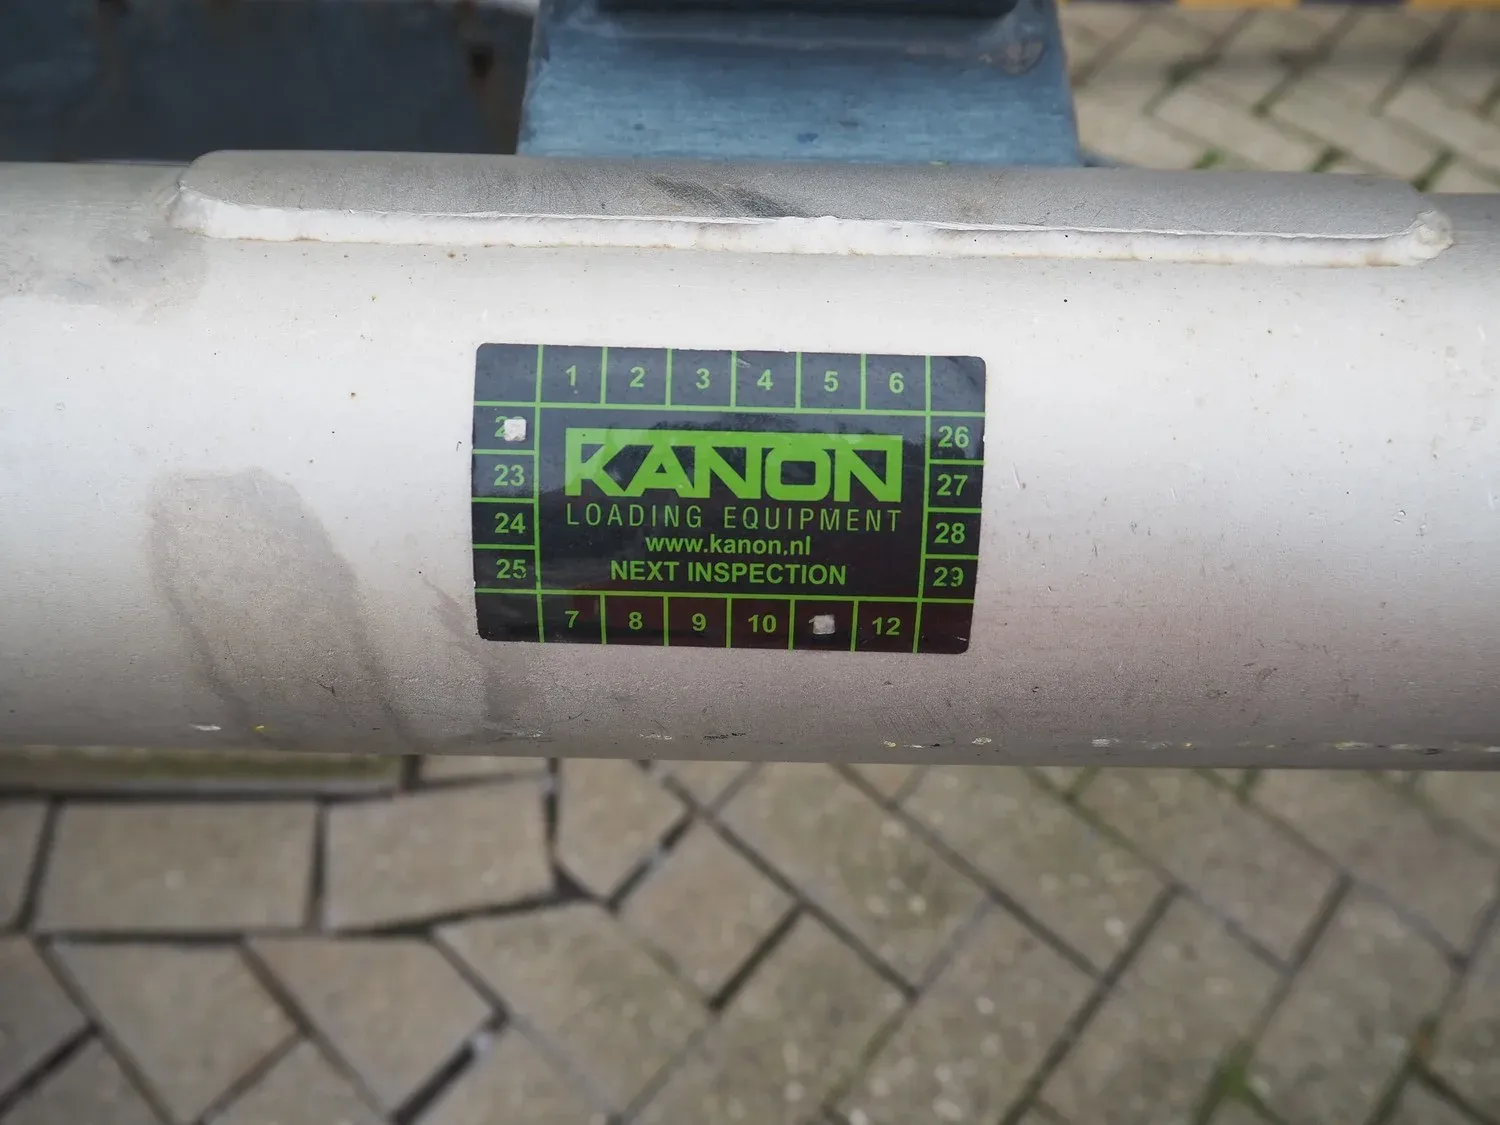 1 2 3 4 5 6
26
KANON
23
27
LOADING EQUIPMENT
24
28
www.kanon.nl
25
NEXT INSPECTION
29
7 8 9 10 12